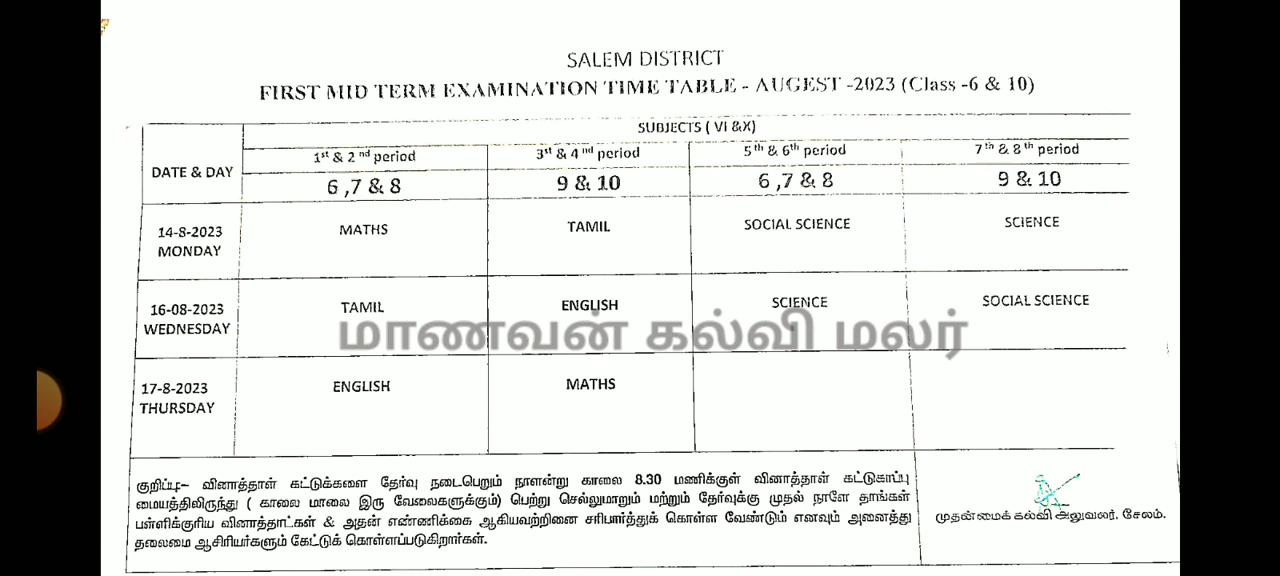 SALEM DISTRICT
FIRST MID TERM EXAMINATION TIME TABLE - AUGEST -2023 (Class -6 & 10)
DATE & DAY
SUBJECTS ( VI &X)
1st & 2nd period 3rd & 4nd period 5th & 6th period 7th & 8th period
6 ,7 & 8 9 & 10 6 ,7 & 8 9 & 10
14-8-2023 MATHS TAMIL SOCIAL SCIENCE SCIENCE
MONDAY
16-08-2023 TAMIL ENGLISH SCIENCE SOCIAL SCIENCE
WEDNESDAY
மாணவன் கல்வி மலர்
17-8-2023 ENGLISH MATHS
THURSDAY
குறிப்பு:- வினாத்தாள் கட்டுக்களை தேர்வு நடைபெறும் நாளன்று காலை 8.30 மணிக்குள் வினாத்தாள் கட்டுகாப்பு
மையத்திலிருந்து ( காலை மாலை இரு வேலைகளுக்கும்) பெற்று செல்லுமாறும் மற்றும் தேர்வுக்கு முதல் நாளே தாங்கள்
பள்ளிக்குரிய வினாத்தாட்கள் & அதன் எண்ணிக்கை ஆகியவற்றினை சரிபார்த்துக் கொள்ள வேண்டும் எனவும் அனைத்து
தலைமை ஆசிரியர்களும் கேட்டுக் கொள்ளப்படுகிறார்கள்.
முதன்மைக் கல்வி அலுவலர், சேலம்.